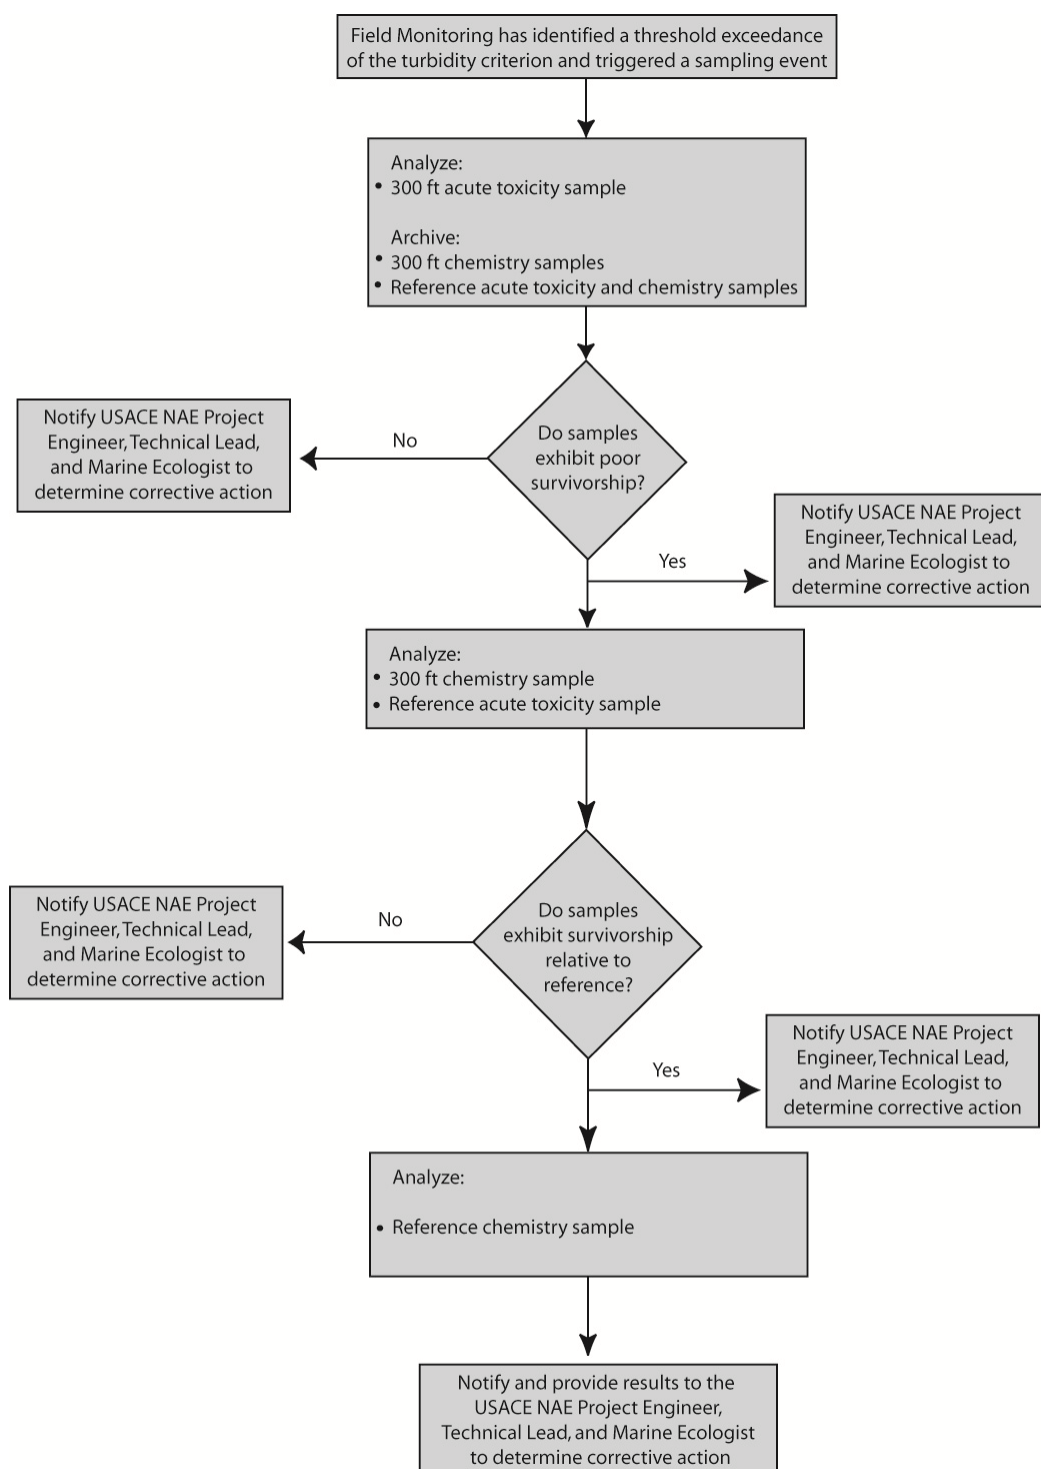 Field Monitoring has identified a threshold exceedance
of the turbidity criterion and triggered a sampling event
Analyze:
• 300 ft acute toxicity sample
Archive:
• 300 ft chemistry samples
• Reference acute toxicity and chemistry samples
Do samples
exhibit poor
survivorship?
No
Notify USACE NAE Project
Engineer, Technical Lead,
and Marine Ecologist to
determine corrective action
Yes
Notify USACE NAE Project
Engineer, Technical Lead,
and Marine Ecologist to
determine corrective action
Analyze:
• 300 ft chemistry sample
• Reference acute toxicity sample
Do samples
exhibit survivorship
relative to
reference?
No
Notify USACE NAE Project
Engineer, Technical Lead,
and Marine Ecologist to
determine corrective action
Yes
Notify USACE NAE Project
Engineer, Technical Lead,
and Marine Ecologist to
determine corrective action
Analyze:
• Reference chemistry sample
Notify and provide results to the
USACE NAE Project Engineer,
Technical Lead, and Marine Ecologist
to determine corrective action